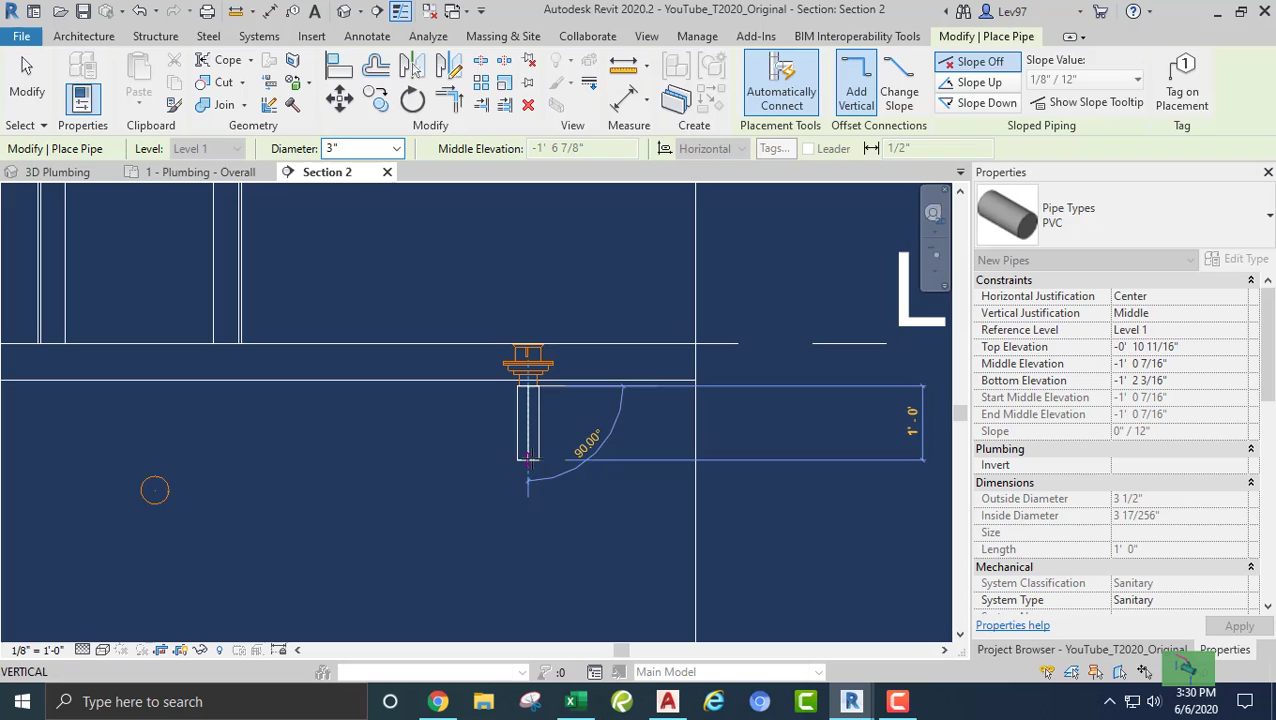 Autodesk Revit 2020.2 - YouTube_T2020_Original - Section: Section 2
Lev97
File
Architecture
Structure
Steel
Systems
Insert
Annotate
Analyze
Massing & Site
Collaborate
View
Manage
Add-Ins
BIM Interoperability Tools
Modify | Place Pipe
Modify
Paste
Cope
Cut
Join
Automatically Connect
Add Vertical
Change Slope
Slope Off
Slope Up
Slope Down
Slope Value:
1/8" / 12"
Show Slope Tooltip
Tag on Placement
Select
Properties
Clipboard
Geometry
Modify
View
Measure
Create
Placement Tools
Offset Connections
Sloped Piping
Tag
Modify | Place Pipe
Level:
Level 1
Diameter:
3"
Middle Elevation:
-1' 6 7/8"
Horizontal
Tags...
Leader
1/2"
3D Plumbing
1 - Plumbing - Overall
Section 2
Properties
Pipe Types
PVC
New Pipes
Edit Type
Constraints
Horizontal Justification Center
Vertical Justification Middle
Reference Level Level 1
Top Elevation -0' 10 11/16"
Middle Elevation -1' 0 7/16"
Bottom Elevation -1' 2 3/16"
Start Middle Elevation -1' 0 7/16"
End Middle Elevation -1' 0 7/16"
Slope 0" / 12"
Plumbing
Invert
Dimensions
Outside Diameter 3 1/2"
Inside Diameter 3 17/256"
Size
Length 1' 0"
Mechanical
System Classification Sanitary
System Type Sanitary
Properties help
Apply
Project Browser - YouTube_T2020_Original
Properties
90.00°
1' - 0"
1/8" = 1'-0"
VERTICAL
:0
Main Model
Type here to search
3:30 PM
6/6/2020